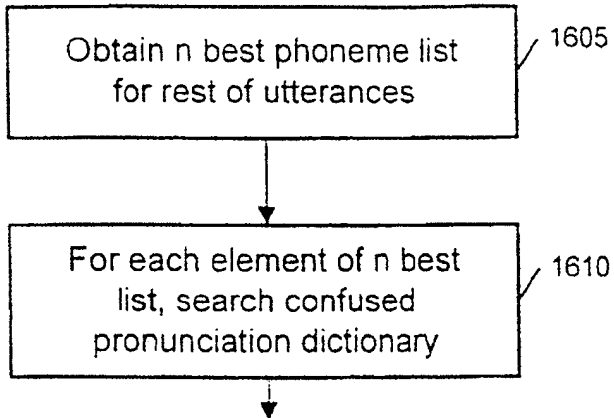 Obtain n best phoneme list
for rest of utterances
1605
For each element of n best
list, search confused
pronunciation dictionary
1610